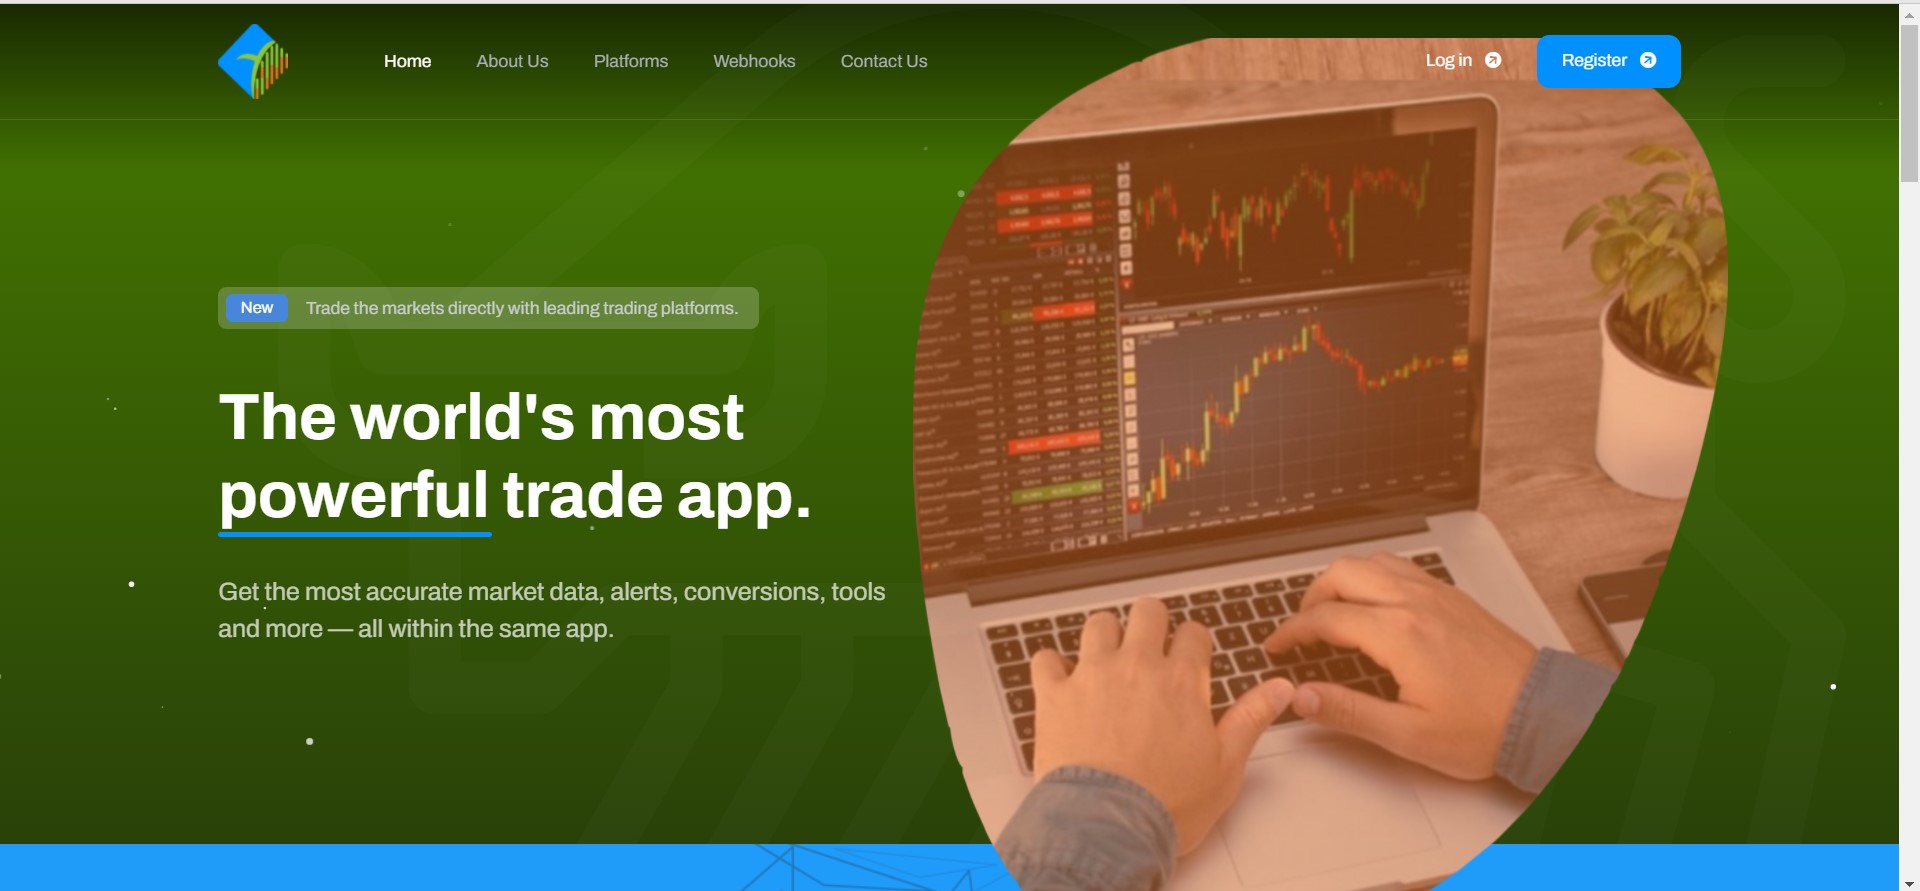 Home About Us Platforms Webhooks Contact Us Log in Register
New Trade the markets directly with leading trading platforms.
The world's most
powerful trade app.
Get the most accurate market data, alerts, conversions, tools
and more — all within the same app.